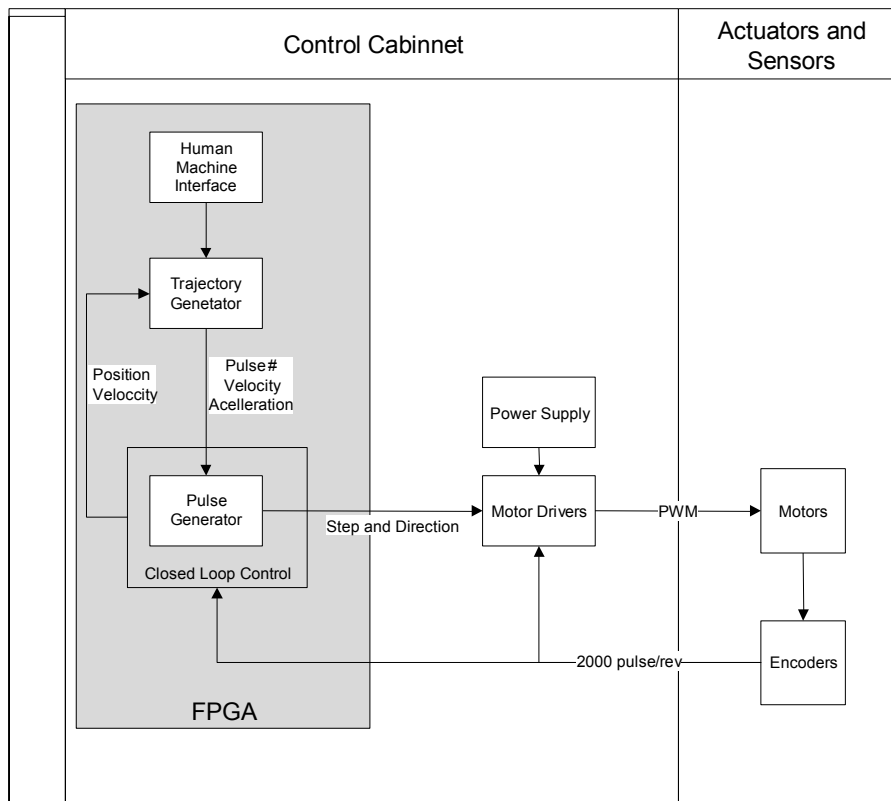 Control Cabinnet
Actuators and
Sensors
Human
Machine
Interface
Trajectory
Genetator
Position
Veloccity
Pulse#
Velocity
Acelleration
Power Supply
Pulse
Generator
Step and Direction
Motor Drivers
PWM
Motors
Closed Loop Control
2000 pulse/rev
Encoders
FPGA